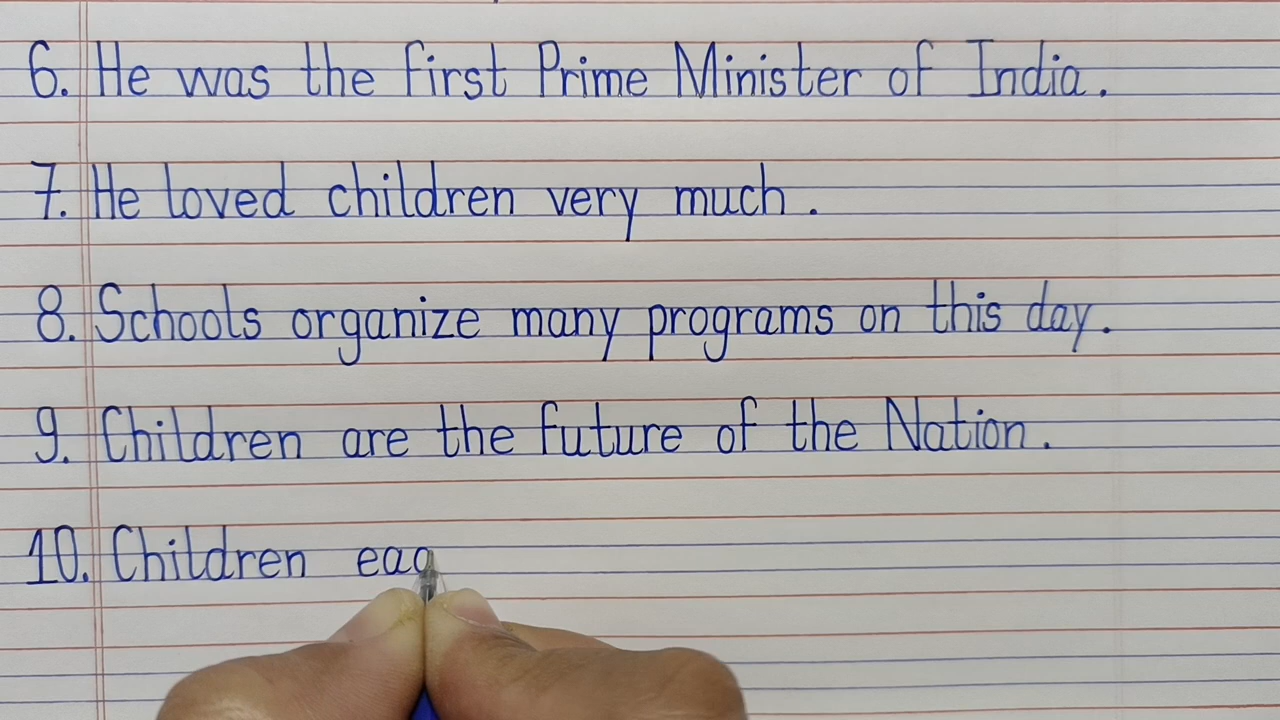 6. He was the first Prime Minister of India.
7. He loved children very much.
8. Schools organize many programs on this day.
9. Children are the future of the Nation.
10. Children